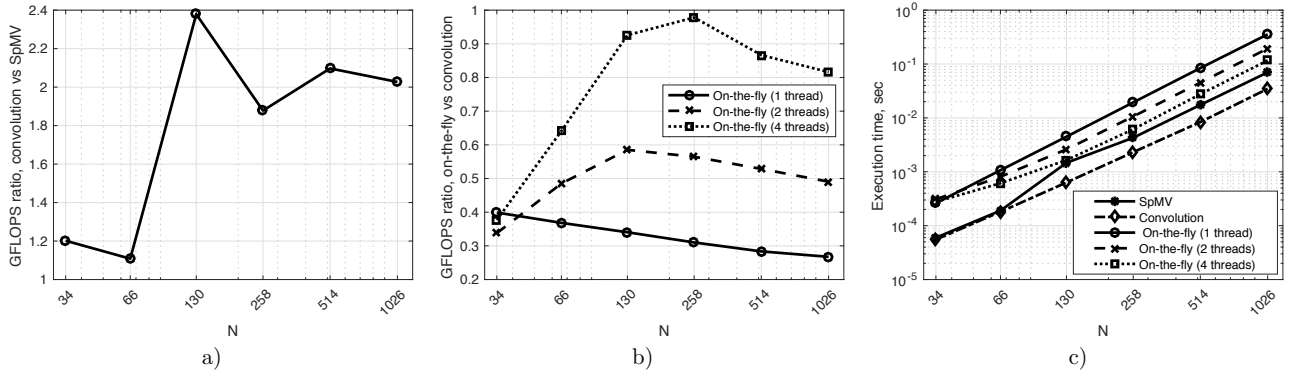 GFLOPS ratio, convolution vs SpMV
2.4
2.2
2
1.8
1.6
1.4
1.2
1
34
66
130
258
514
1026
N
a)
GFLOPS ratio, on-the-fly vs convolution
1
0.9
0.8
0.7
0.6
0.5
0.4
0.3
0.2
On-the-fly (1 thread)
On-the-fly (2 threads)
On-the-fly (4 threads)
34
66
130
258
514
1026
N
b)
Execution time, sec
10^0
10^-1
10^-2
10^-3
10^-4
10^-5
SpMV
Convolution
On-the-fly (1 thread)
On-the-fly (2 threads)
On-the-fly (4 threads)
34
66
130
258
514
1026
N
c)